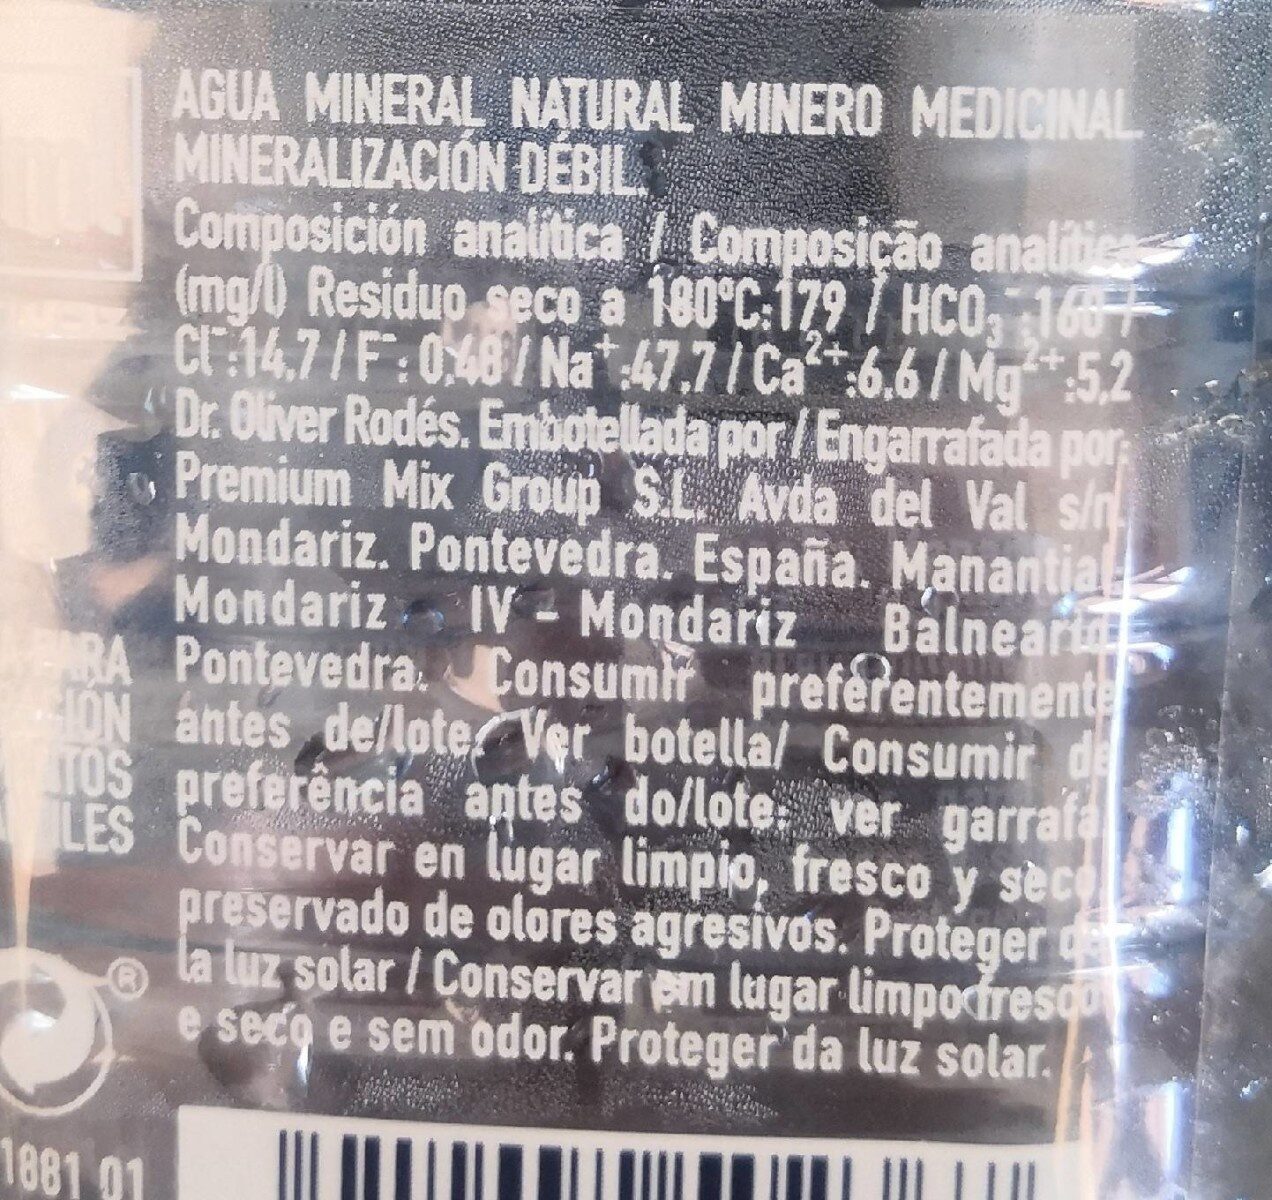 AGUA MINERAL NATURAL MINERO MEDICINAL
MINERALIZACIÓN DÉBIL.
Composición analítica / Composição analítica
(mg/l) Residuo seco a 180ºC:179 / HCO₃⁻:160 /
Cl⁻:14,7 / F⁻: 0,48 / Na⁺:47,7 / Ca²⁺:6,6 / Mg²⁺:5,2
Dr. Oliver Rodés. Embotellada por / Engarrafada por:
Premium Mix Group S.L. Avda del Val s/n
Mondariz. Pontevedra. España. Manantial
Mondariz IV - Mondariz Balneario
Pontevedra. Consumir preferentemente
antes de/lote: Ver botella/ Consumir de
preferência antes do/lote: ver garrafa
Conservar en lugar limpio, fresco y seco,
preservado de olores agresivos. Proteger de
la luz solar / Conservar em lugar limpo fresco
e seco e sem odor. Proteger da luz solar.
®
1881 01